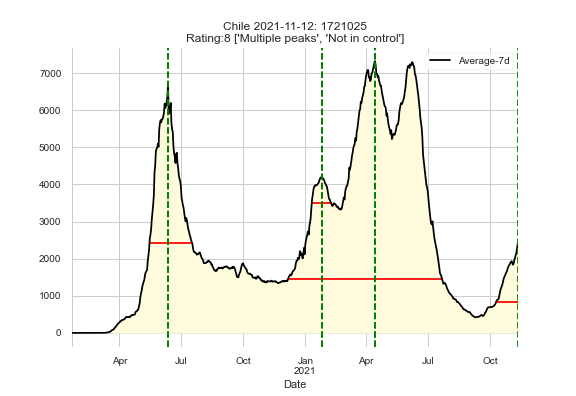 Chile 2021-11-12: 1721025
Rating:8 ['Multiple peaks', 'Not in control']
Average-7d
7000
6000
5000
4000
3000
2000
1000
0
Apr Jul Oct Jan Apr Jul Oct
2021
Date